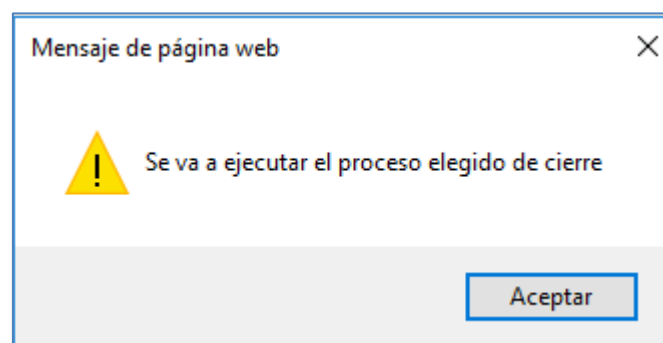 Mensaje de página web
Se va a ejecutar el proceso elegido de cierre
Aceptar